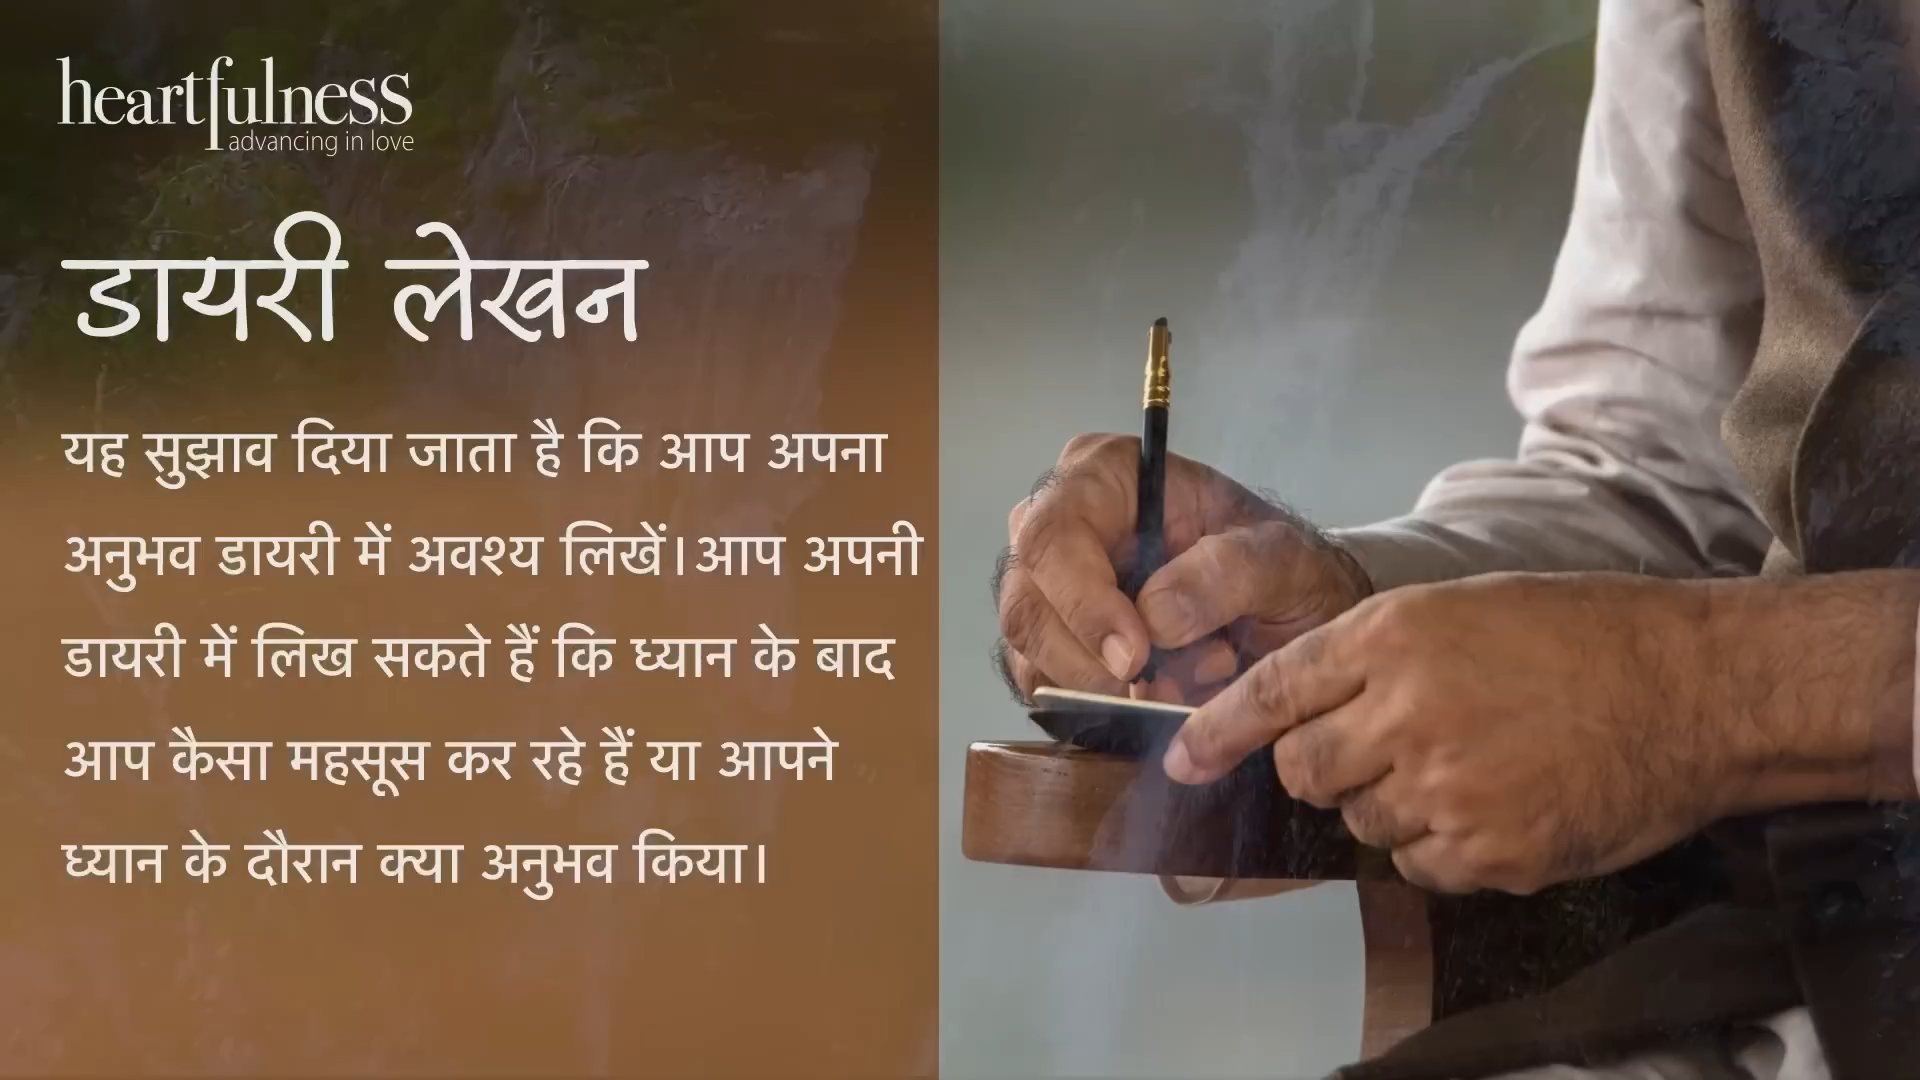 heartfulness
advancing in love
डायरी लेखन
यह सुझाव दिया जाता है कि आप अपना
अनुभव डायरी में अवश्य लिखें।आप अपनी
डायरी में लिख सकते हैं कि ध्यान के बाद
आप कैसा महसूस कर रहे हैं या आपने
ध्यान के दौरान क्या अनुभव किया।